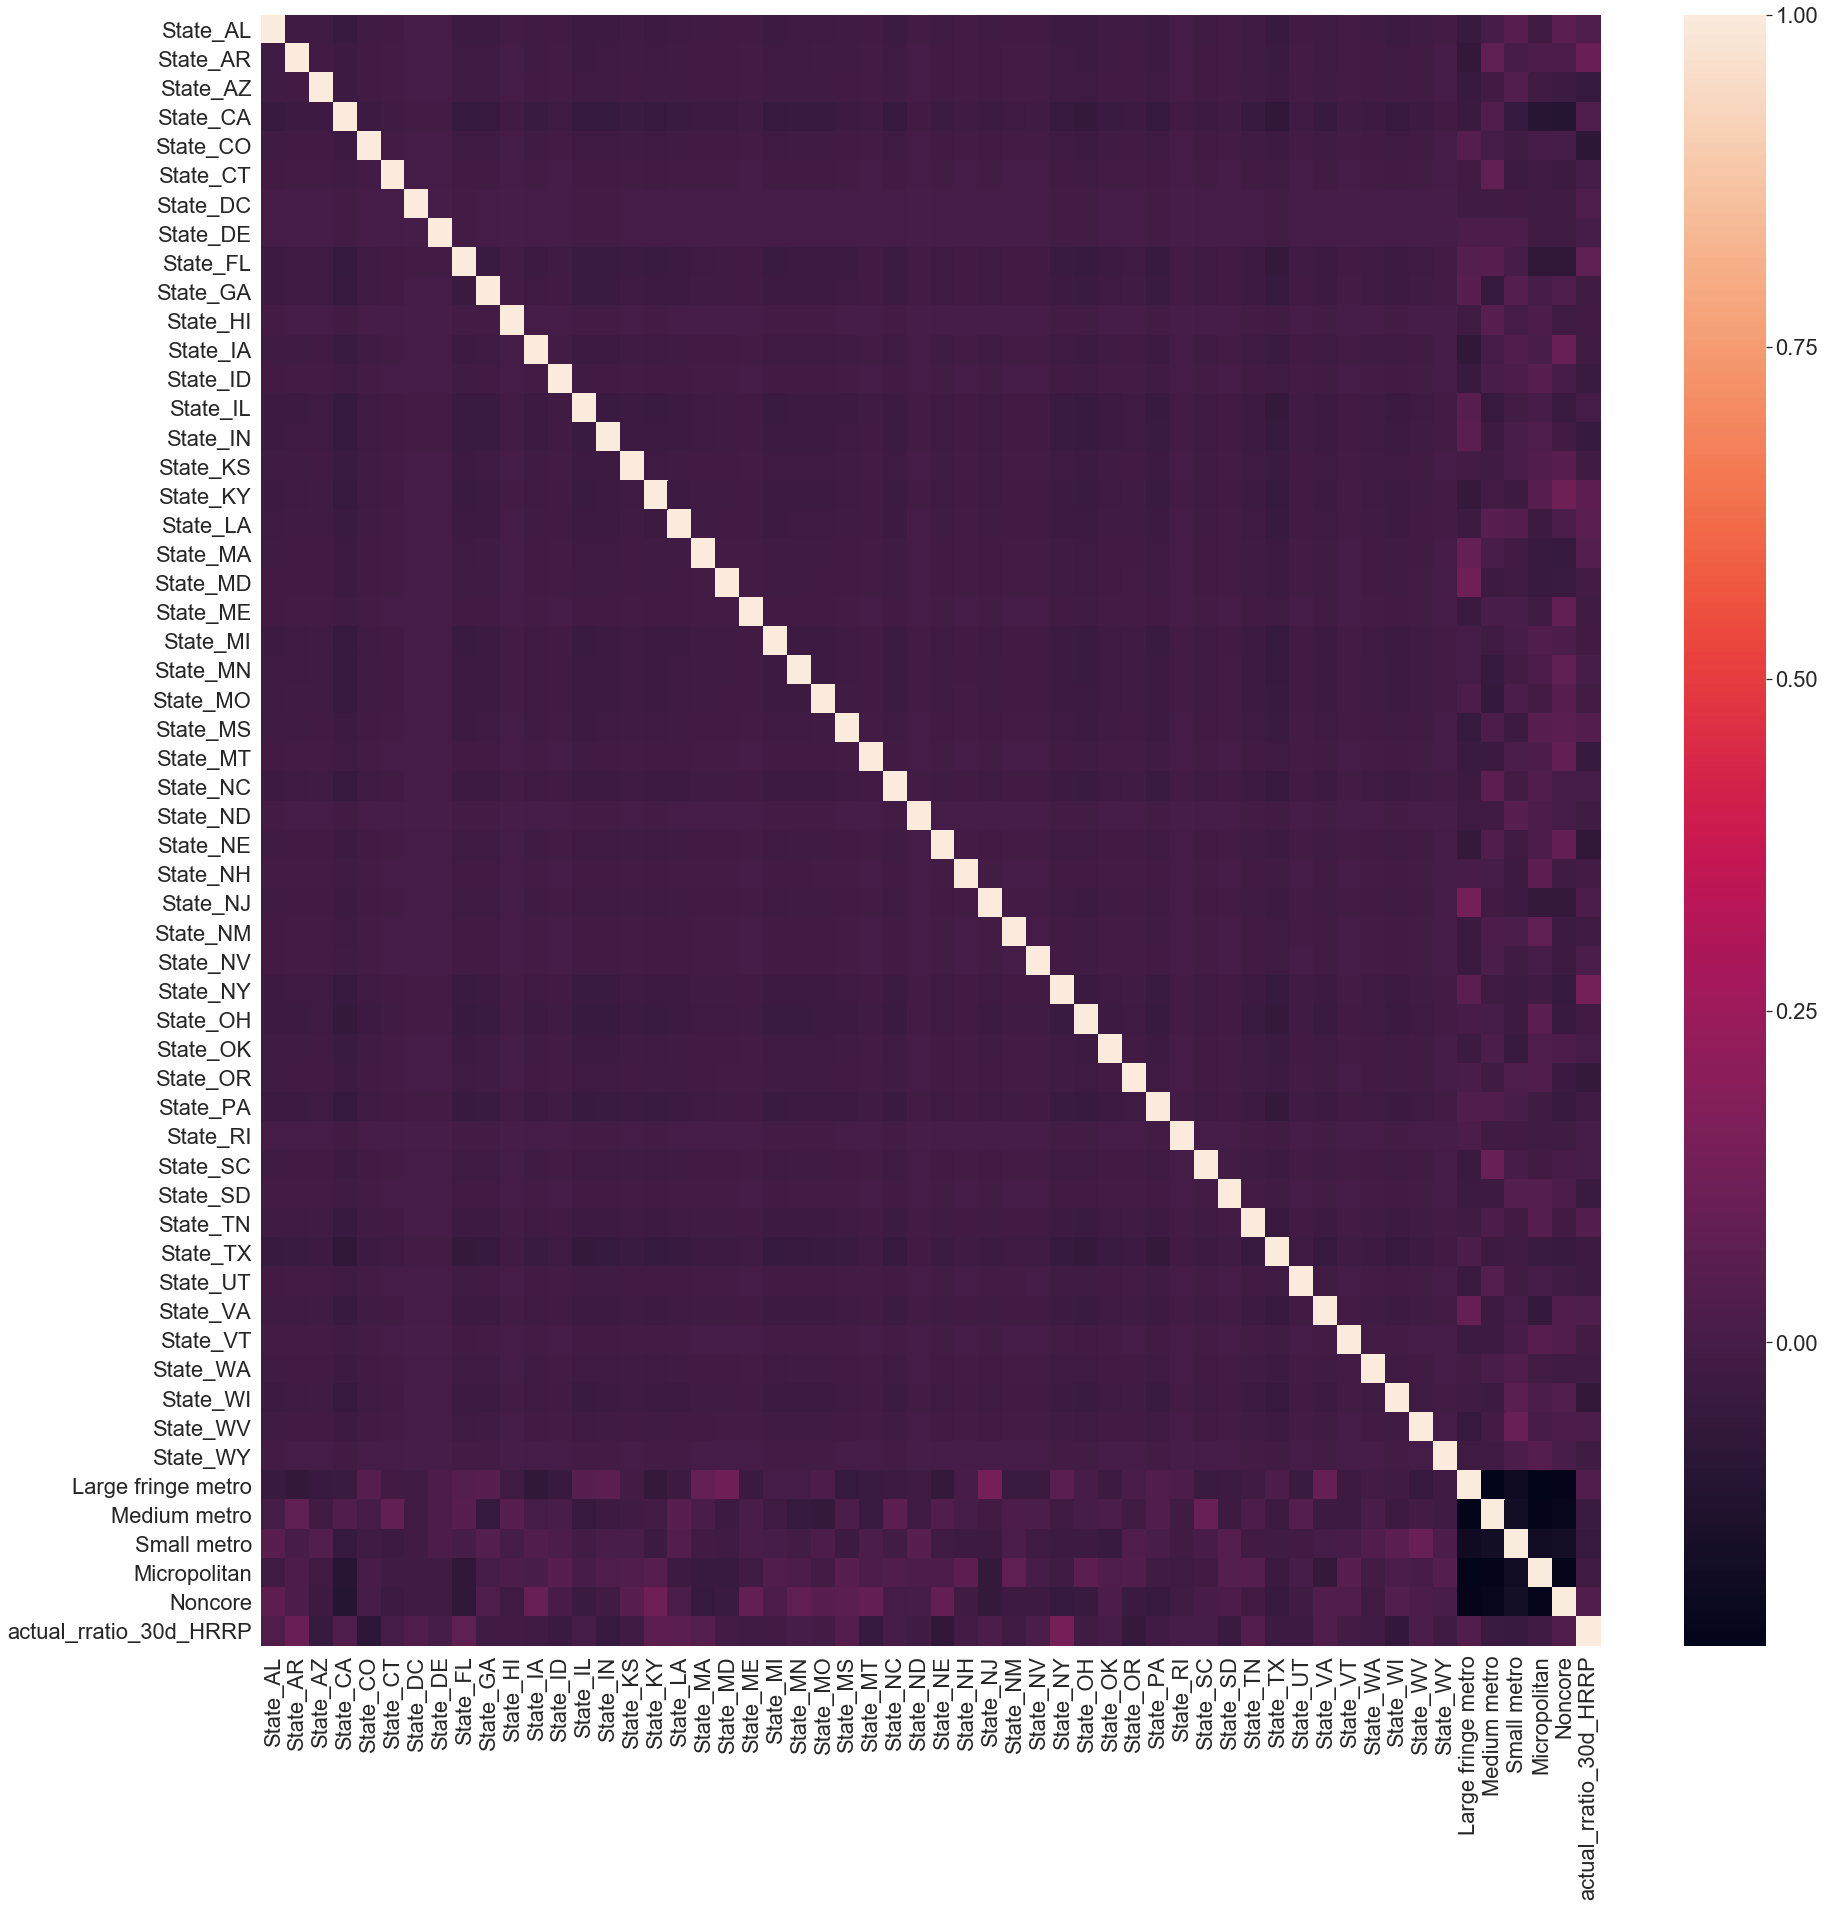 State_AL
State_AR
State_AZ
State_CA
State_CO
State_CT
State_DC
State_DE
State_FL
State_GA
State_HI
State_IA
State_ID
State_IL
State_IN
State_KS
State_KY
State_LA
State_MA
State_MD
State_ME
State_MI
State_MN
State_MO
State_MS
State_MT
State_NC
State_ND
State_NE
State_NH
State_NJ
State_NM
State_NV
State_NY
State_OH
State_OK
State_OR
State_PA
State_RI
State_SC
State_SD
State_TN
State_TX
State_UT
State_VA
State_VT
State_WA
State_WI
State_WV
State_WY
Large fringe metro
Medium metro
Small metro
Micropolitan
Noncore
actual_rratio_30d_HRRP
State_AL
State_AR
State_AZ
State_CA
State_CO
State_CT
State_DC
State_DE
State_FL
State_GA
State_HI
State_IA
State_ID
State_IL
State_IN
State_KS
State_KY
State_LA
State_MA
State_MD
State_ME
State_MI
State_MN
State_MO
State_MS
State_MT
State_NC
State_ND
State_NE
State_NH
State_NJ
State_NM
State_NV
State_NY
State_OH
State_OK
State_OR
State_PA
State_RI
State_SC
State_SD
State_TN
State_TX
State_UT
State_VA
State_VT
State_WA
State_WI
State_WV
State_WY
Large fringe metro
Medium metro
Small metro
Micropolitan
Noncore
actual_rratio_30d_HRRP
1.00
0.75
0.50
0.25
0.00